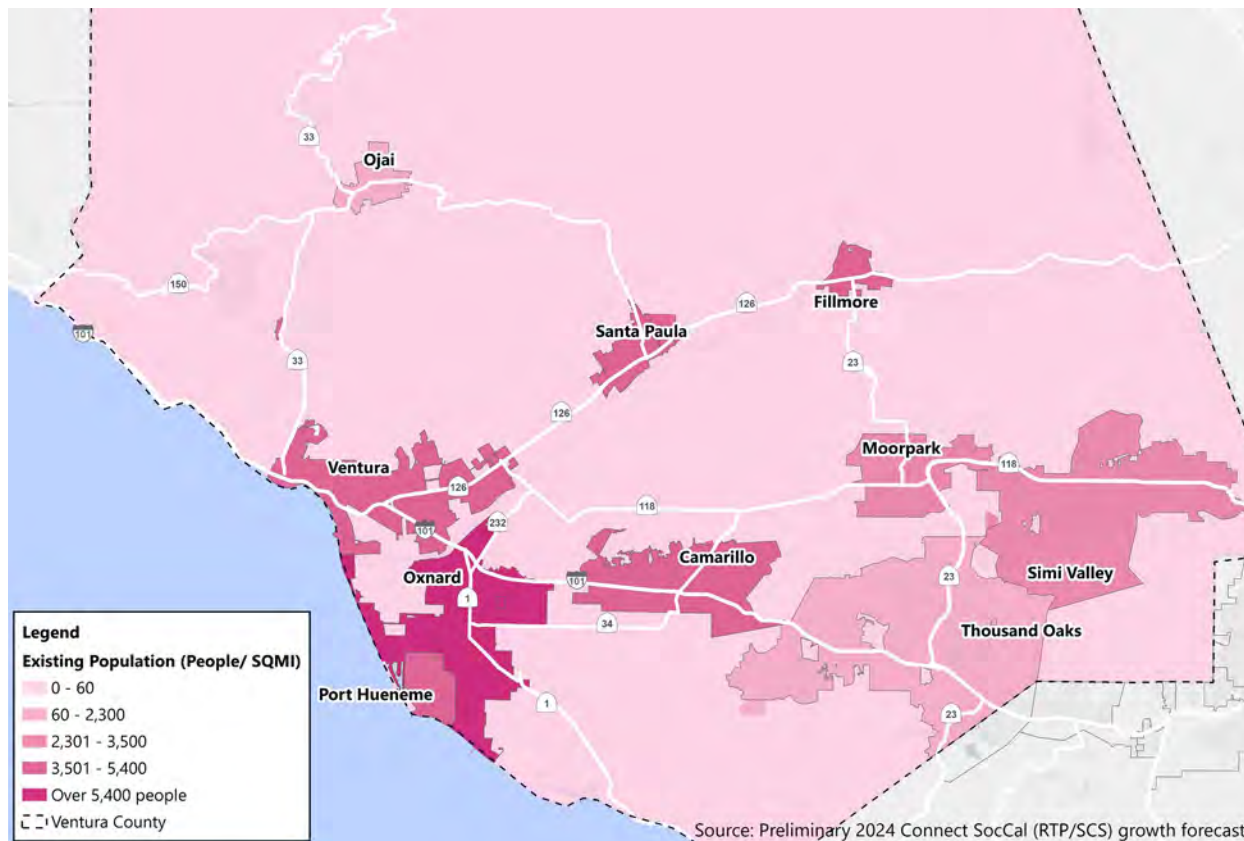 33
Ojai
150
126
Fillmore
101
Santa Paula
33
23
126
Moorpark
Ventura
118
126
118
232
101
Camarillo
Oxnard
101
Simi Valley
23
1
34
Thousand Oaks
Port Hueneme
1
23
Legend
Existing Population (People/ SQMI)
0 - 60
60 - 2,300
2,301 - 3,500
3,501 - 5,400
Over 5,400 people
Ventura County
Source: Preliminary 2024 Connect SocCal (RTP/SCS) growth forecast